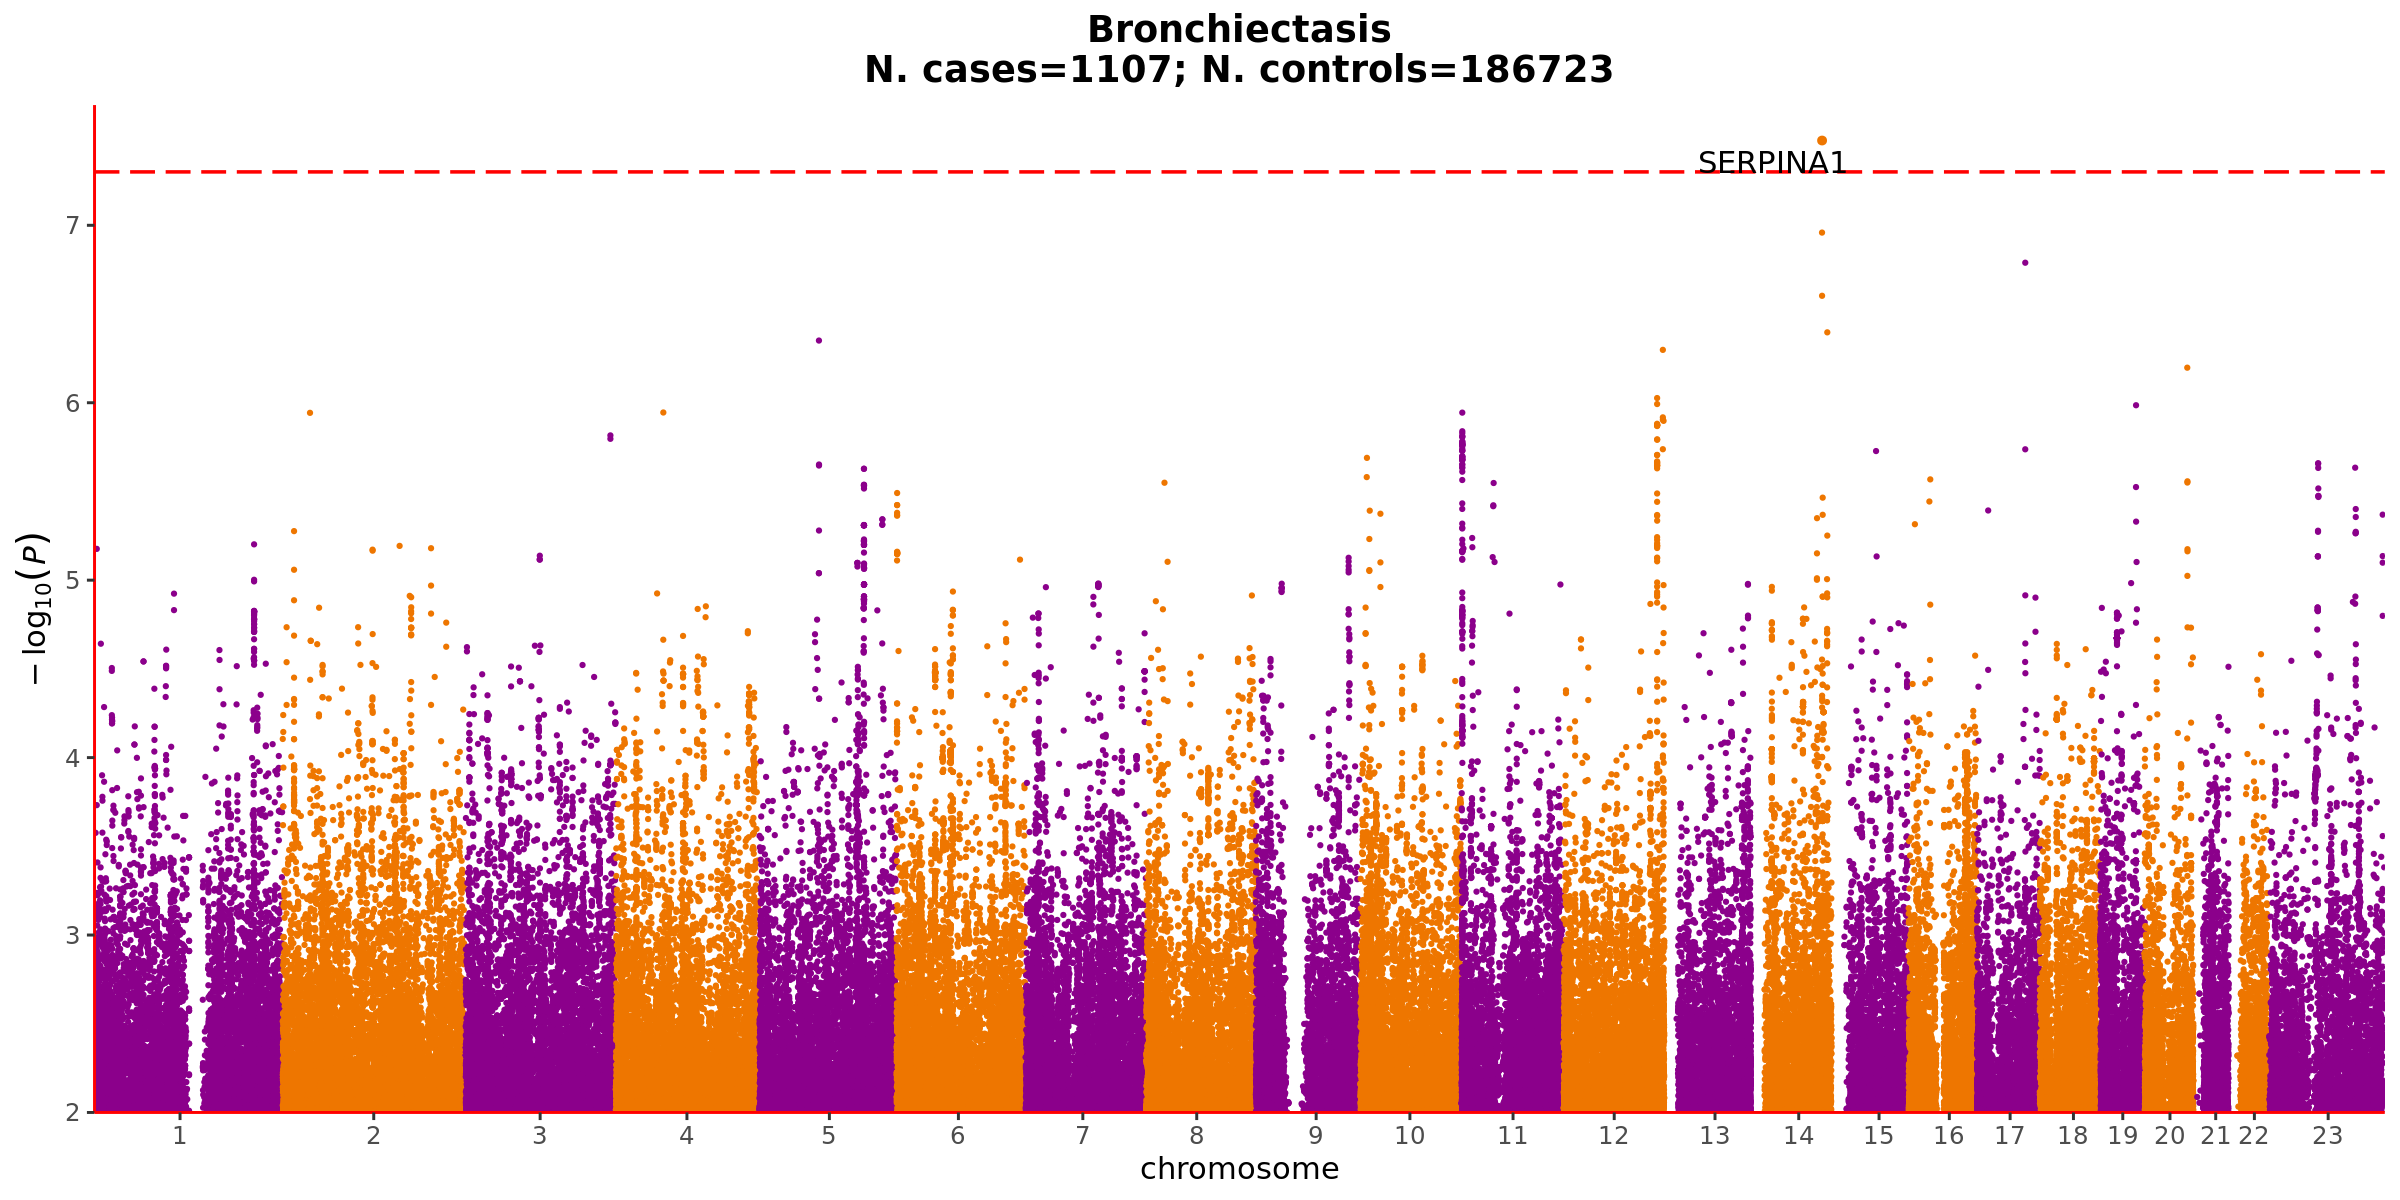 Bronchiectasis
N. cases=1107; N. controls=186723
SERPINA1
7
6
5
4
3
2
−log10(P)
1 2 3 4 5 6 7 8 9 10 11 12 13 14 15 16 17 18 19 20 21 22 23
chromosome